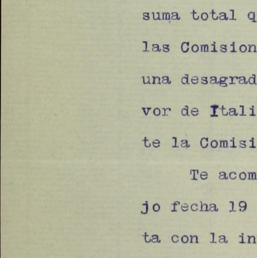 suma total q
las Comision
una desagrad
vor de Itali
te la Comisi
Te acom
jo fecha 19
ta con la in